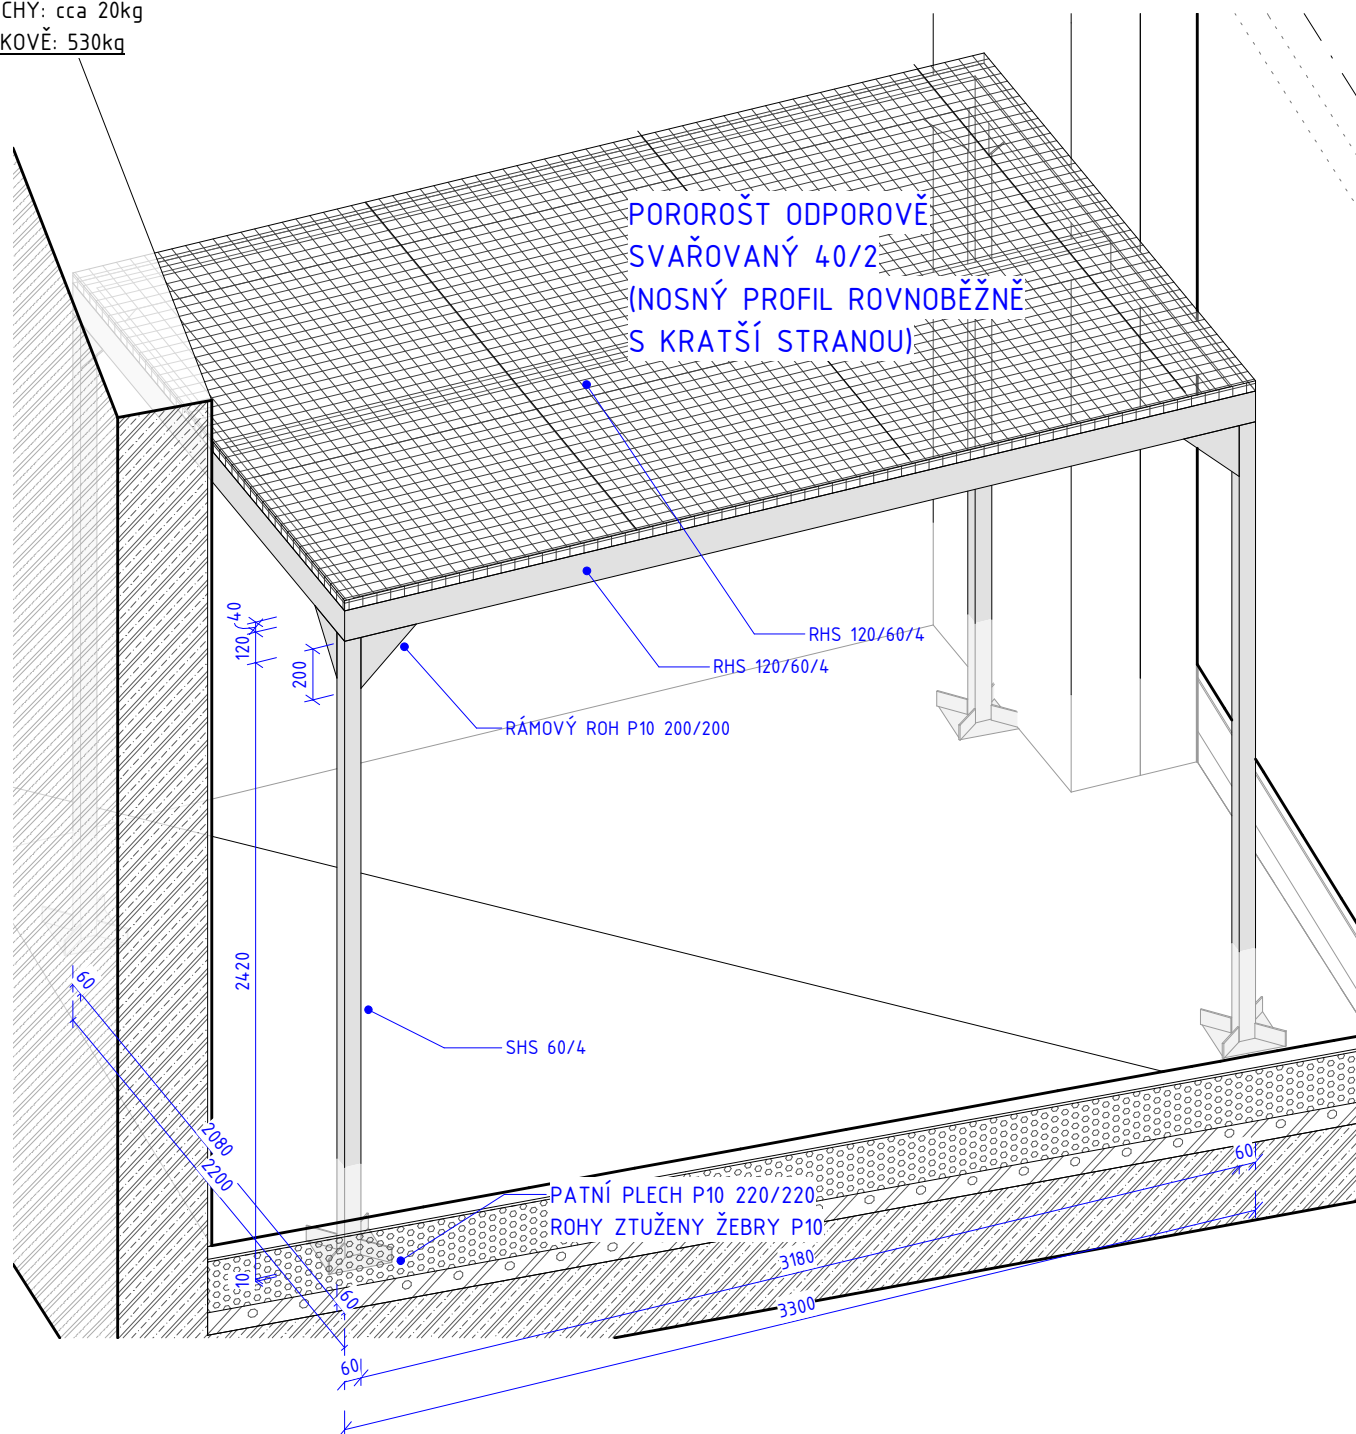 CHY: cca 20kg
KOVĚ: 530kg
POROROŠT ODPOROVĚ
SVAŘOVANÝ 40/2
(NOSNÝ PROFIL ROVNOBĚŽNĚ
S KRATŠÍ STRANOU)
40
120
200
RHS 120/60/4
RHS 120/60/4
RÁMOVÝ ROH P10 200/200
2420
60
SHS 60/4
2080
2200
PATNÍ PLECH P10 220/220
ROHY ZTUŽENY ŽEBRY P10
60
3180
10
60
3300
60